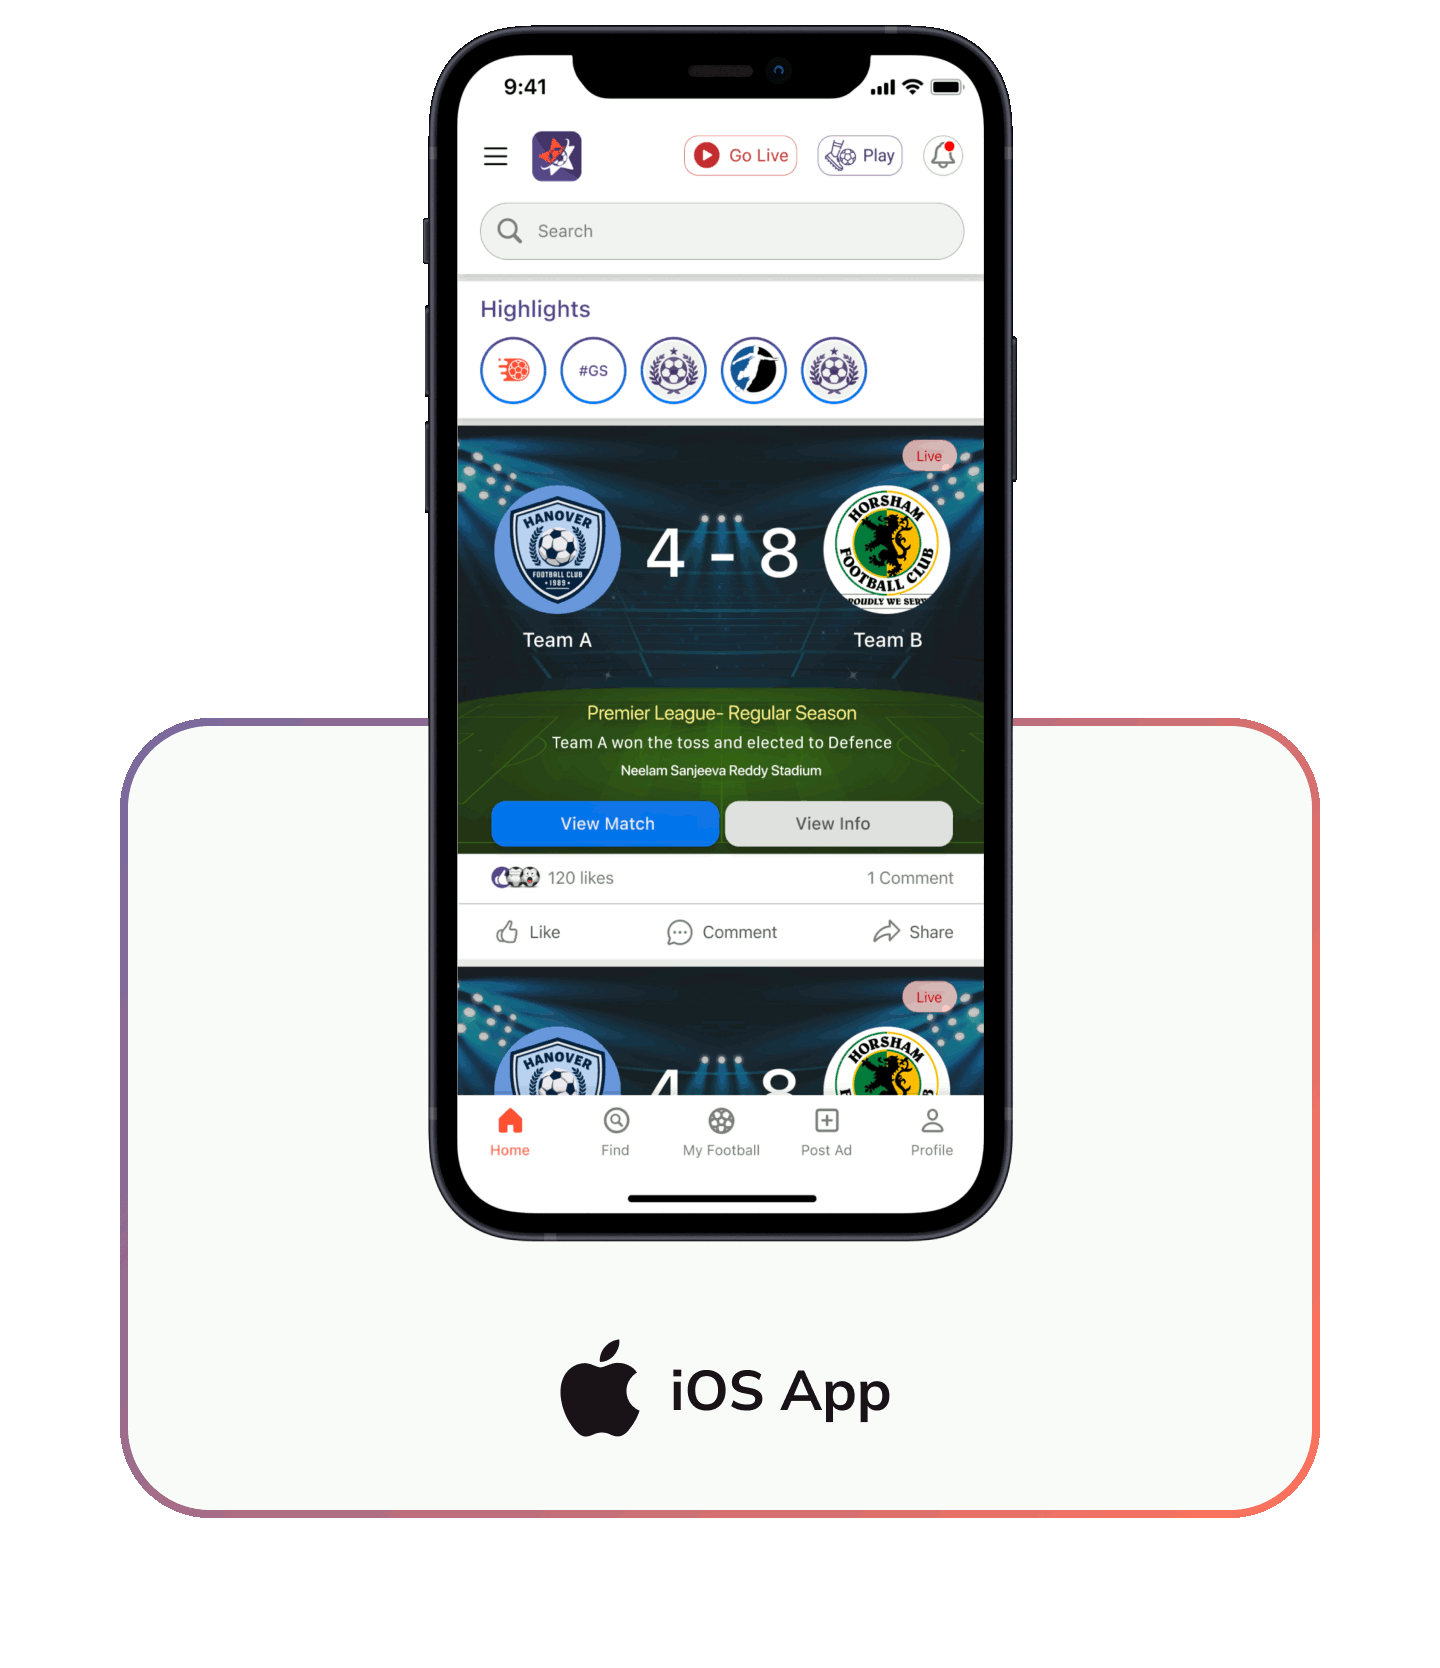 9:41
Go Live
Play
Search
Highlights
#GS
Live
HANOVER
FOOTBALL CLUB
• 1989 •
4 - 8
HORSHAM
FOOTBALL CLUB
Team A
Team B
Premier League- Regular Season
Team A won the toss and elected to Defence
Neelam Sanjeeva Reddy Stadium
View Match
View Info
120 likes
1 Comment
Like
Comment
Share
Live
HANOVER
4
8
HORSHAM
Home
Find
My Football
Post Ad
Profile
iOS App